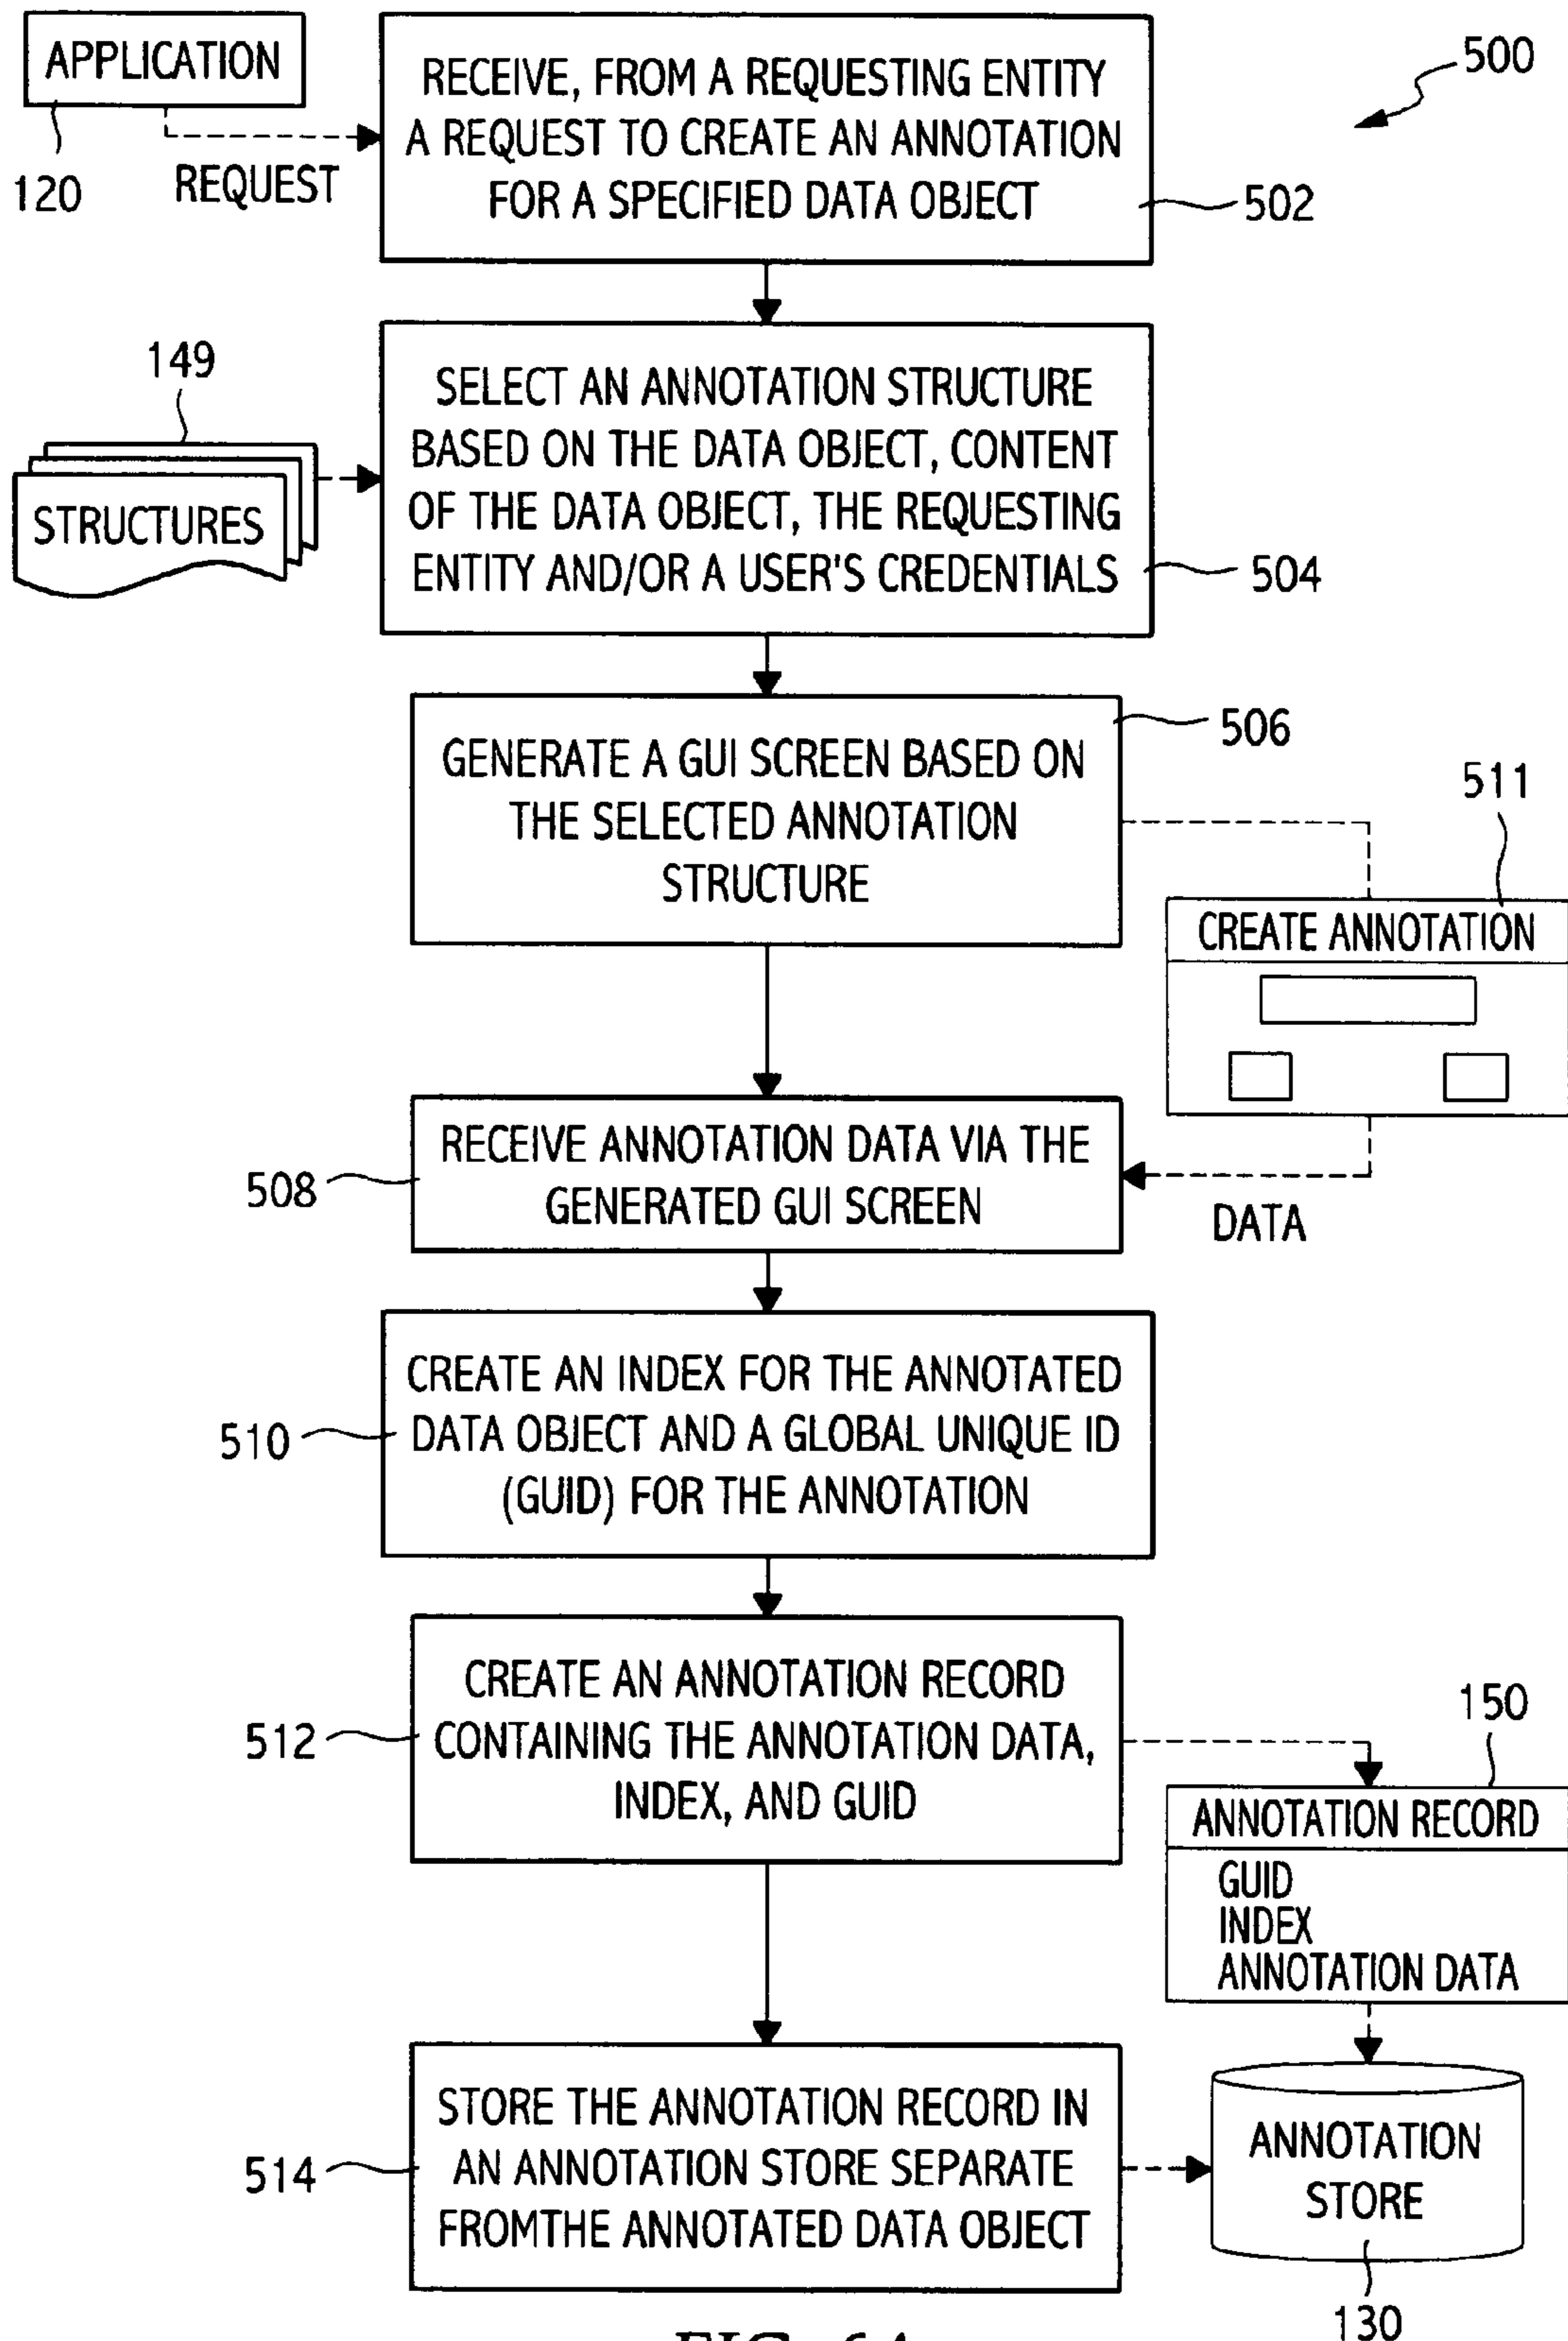 APPLICATION
120
REQUEST
RECEIVE, FROM A REQUESTING ENTITY
A REQUEST TO CREATE AN ANNOTATION
FOR A SPECIFIED DATA OBJECT
502
500
149
STRUCTURES
SELECT AN ANNOTATION STRUCTURE
BASED ON THE DATA OBJECT, CONTENT
OF THE DATA OBJECT, THE REQUESTING
ENTITY AND/OR A USER'S CREDENTIALS
504
GENERATE A GUI SCREEN BASED ON
THE SELECTED ANNOTATION
STRUCTURE
506
511
CREATE ANNOTATION
RECEIVE ANNOTATION DATA VIA THE
GENERATED GUI SCREEN
508
DATA
CREATE AN INDEX FOR THE ANNOTATED
DATA OBJECT AND A GLOBAL UNIQUE ID
(GUID) FOR THE ANNOTATION
510
CREATE AN ANNOTATION RECORD
CONTAINING THE ANNOTATION DATA,
INDEX, AND GUID
512
150
ANNOTATION RECORD
GUID
INDEX
ANNOTATION DATA
STORE THE ANNOTATION RECORD IN
AN ANNOTATION STORE SEPARATE
FROMTHE ANNOTATED DATA OBJECT
514
ANNOTATION
STORE
130
FIG. 6A